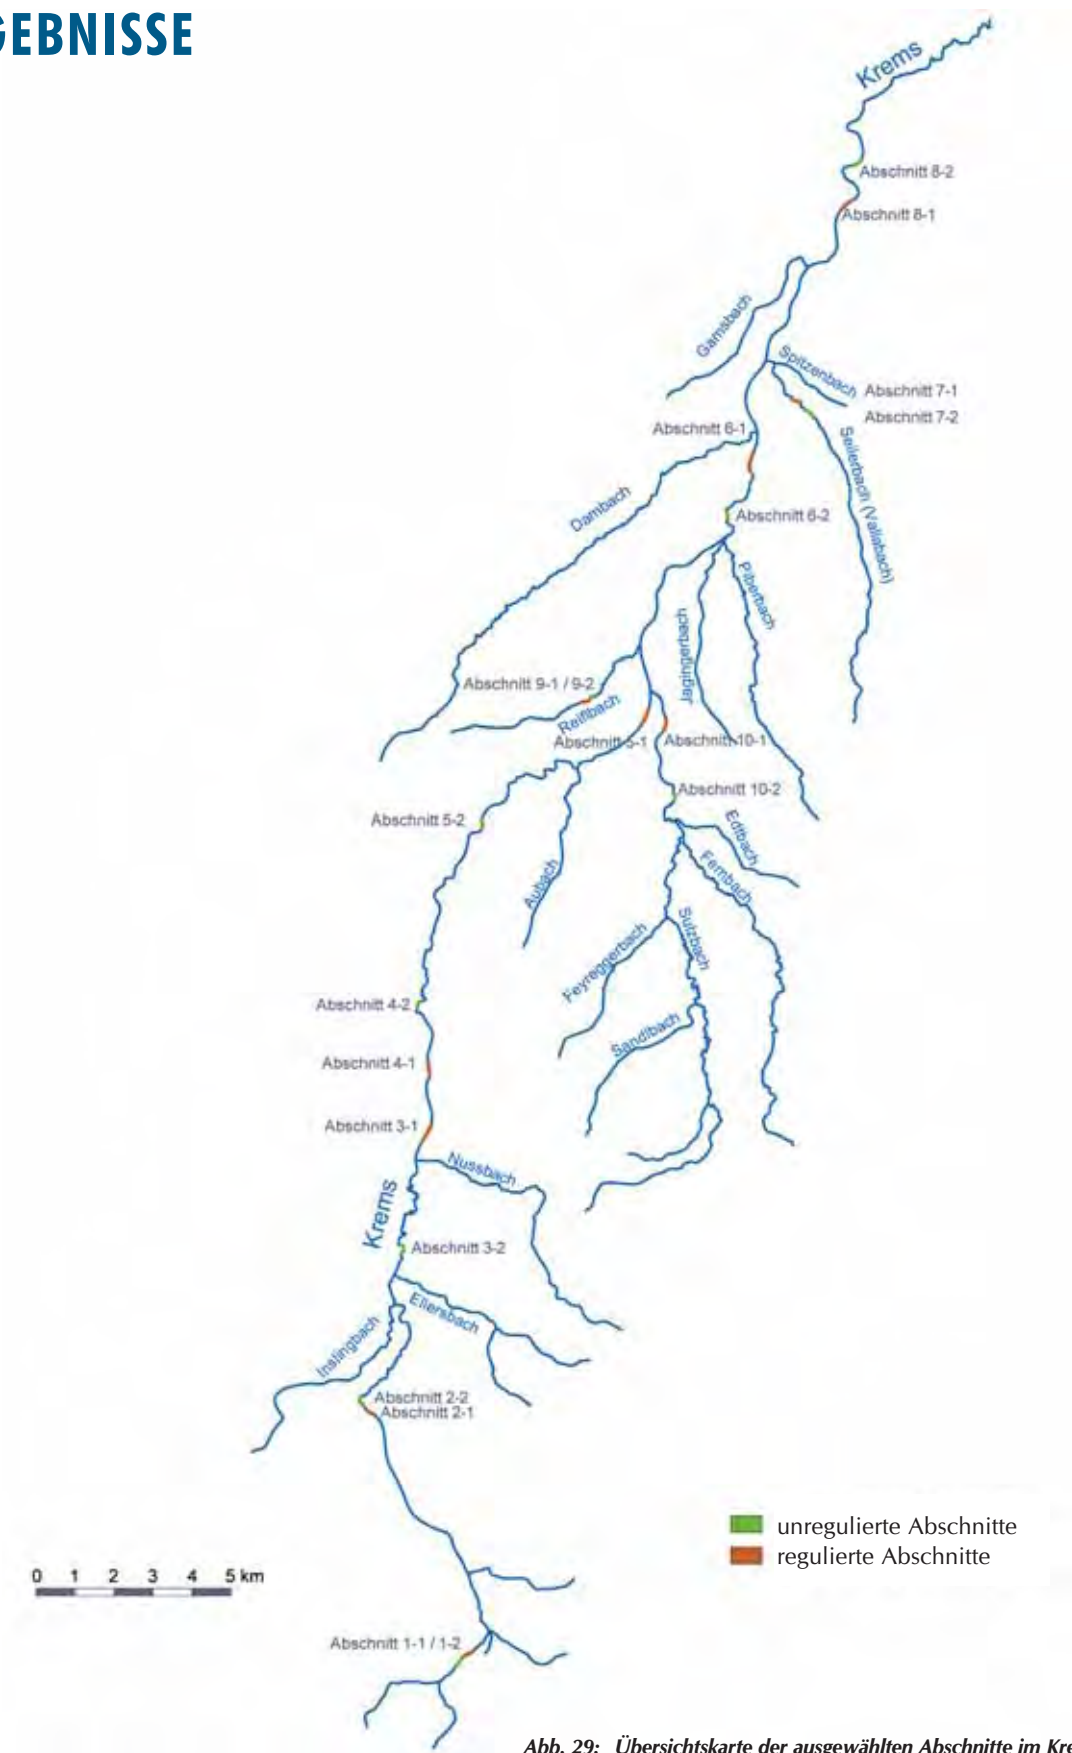 GEBNISSE
Krems
Abschnitt 8-2
Abschnitt 8-1
Gamsbach
Spitzenbach
Abschnitt 7-1
Abschnitt 7-2
Abschnitt 6-1
Seilerbach (Vallabach)
Dambach
Abschnitt 6-2
Piberbach
Jagingerbach
Abschnitt 9-1 / 9-2
Reiflbach
Abschnitt 5-1
Abschnitt 10-1
Abschnitt 10-2
Abschnitt 5-2
Edlbach
Fernbach
Aubach
Sulzbach
Feyreggerbach
Abschnitt 4-2
Sandlbach
Abschnitt 4-1
Abschnitt 3-1
Nussbach
Krems
Abschnitt 3-2
Ellersbach
Inslingbach
Abschnitt 2-2
Abschnitt 2-1
unregulierte Abschnitte
regulierte Abschnitte
0 1 2 3 4 5 km
Abschnitt 1-1 / 1-2
Abb. 29: Übersichtskarte der ausgewählten Abschnitte im Kre